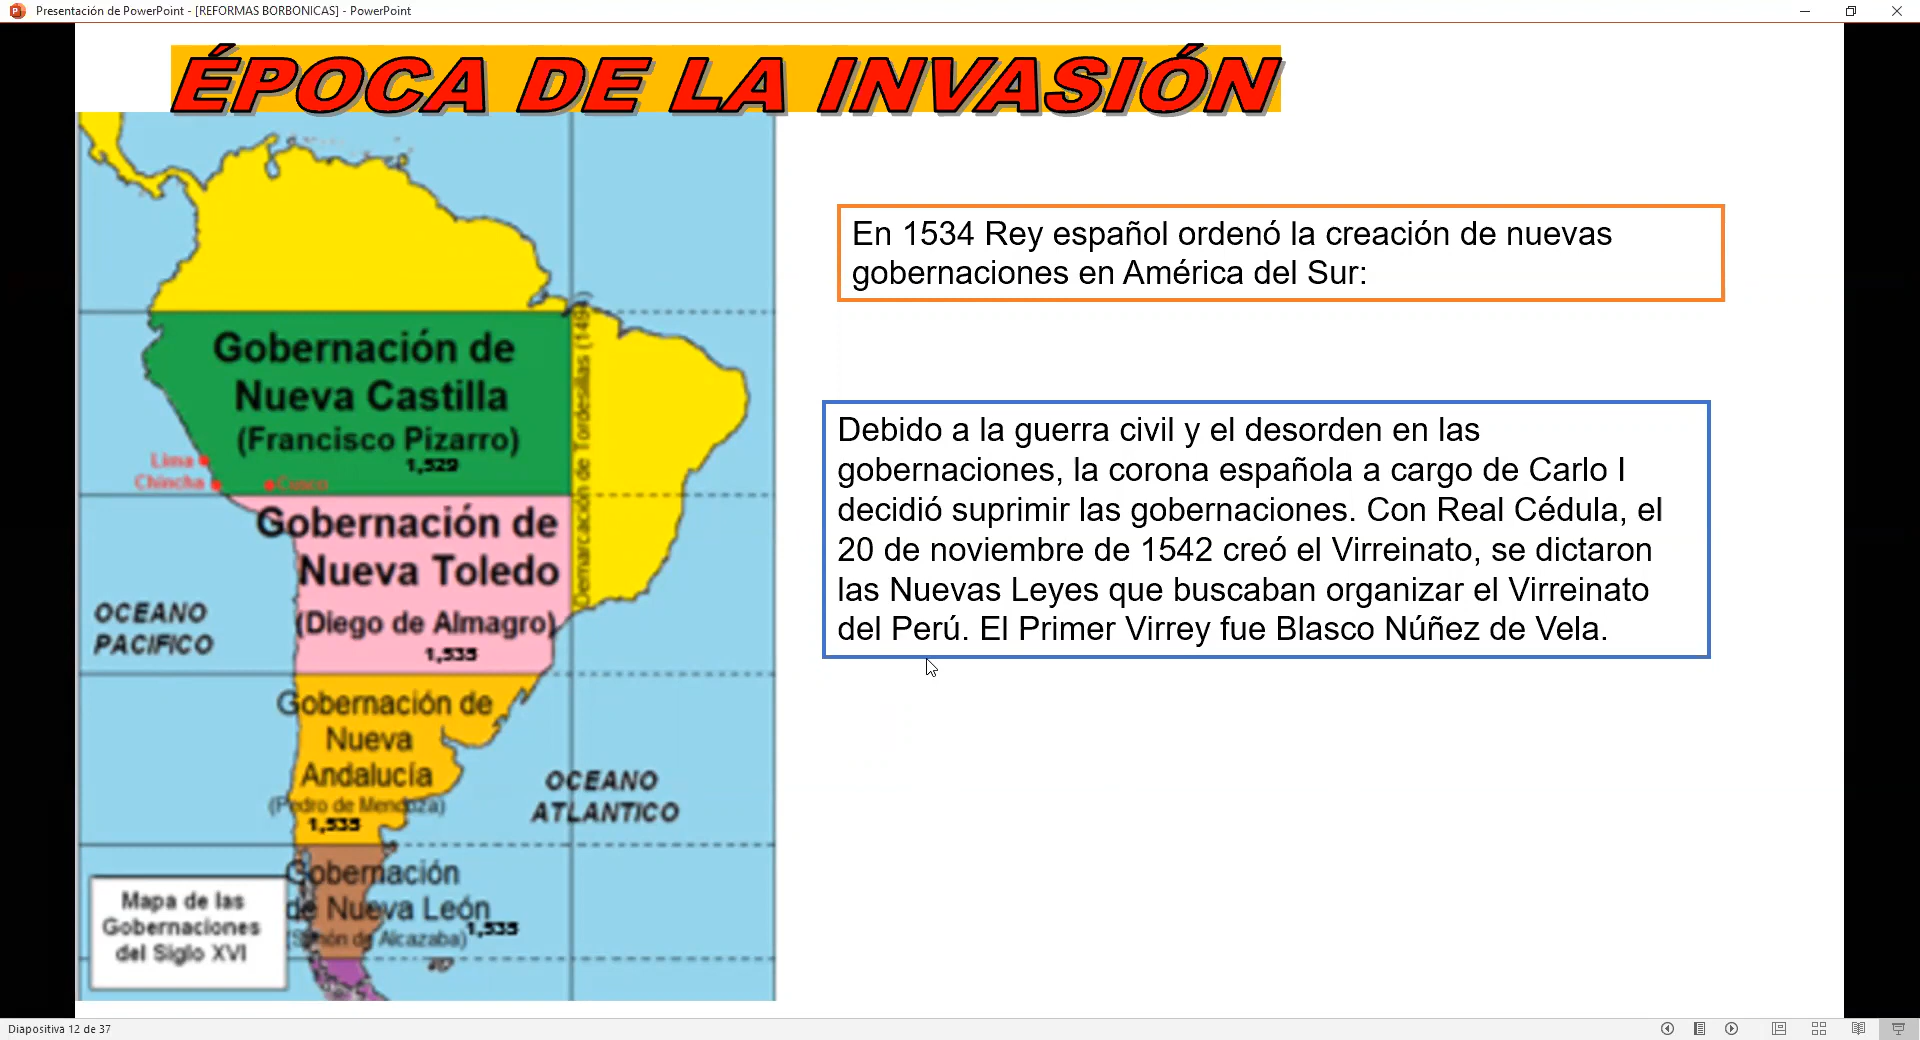 Presentación de PowerPoint - [REFORMAS BORBONICAS] - PowerPoint
ÉPOCA DE LA INVASIÓN
En 1534 Rey español ordenó la creación de nuevas
gobernaciones en América del Sur:
Debido a la guerra civil y el desorden en las
gobernaciones, la corona española a cargo de Carlo I
decidió suprimir las gobernaciones. Con Real Cédula, el
20 de noviembre de 1542 creó el Virreinato, se dictaron
las Nuevas Leyes que buscaban organizar el Virreinato
del Perú. El Primer Virrey fue Blasco Núñez de Vela.
Gobernación de
Nueva Castilla
(Francisco Pizarro)
1,529
Lima
Chincha
Cusco
Demarcación de Tordesillas (149
Gobernación de
Nueva Toledo
(Diego de Almagro)
1,535
OCEANO
PACIFICO
Gobernación de
Nueva
Andalucía
(Pedro de Mendoza)
1,535
OCEANO
ATLANTICO
Gobernación
de Nueva León
(Simón de Alcazaba)
1,535
Mapa de las
Gobernaciones
del Siglo XVI
Diapositiva 12 de 37